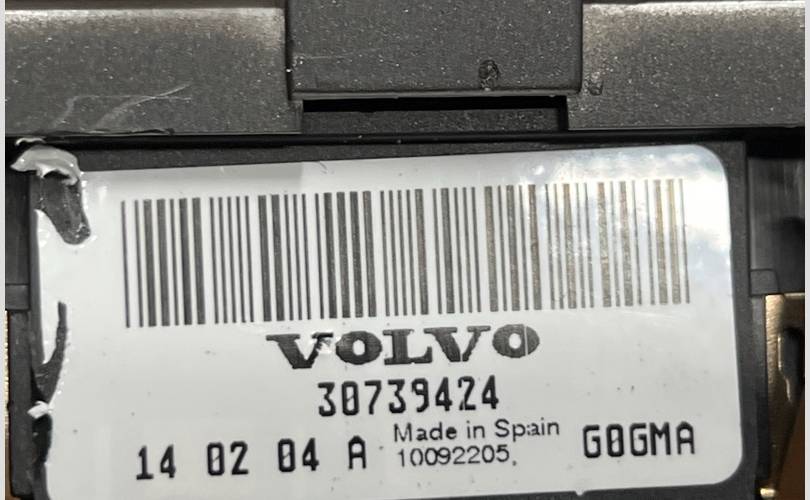 VOLVO
30739424
14 02 04 A Made in Spain G0GMA
10092205.